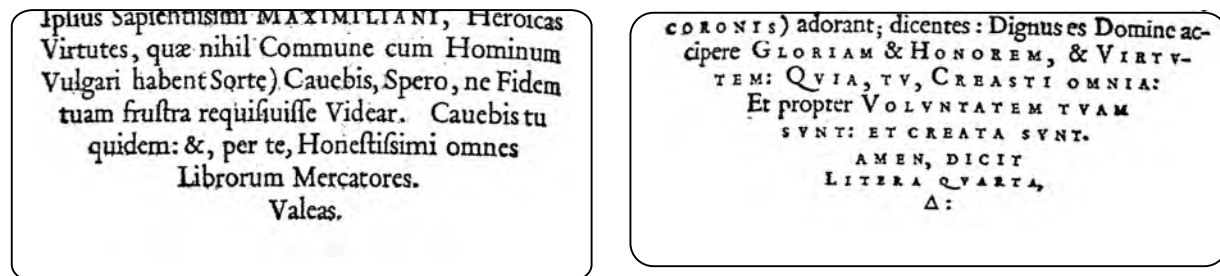 Ipsius Sapientiſsimi MAXIMILIANI, Heroicas
Virtutes, quæ nihil Commune cum Hominum
Vulgari habent Sorte) Cauebis, Spero, ne Fidem
tuam fruſtra requiſiuiſſe Videar. Cauebis tu
quidem: &, per te, Honeſtiſsimi omnes
Librorum Mercatores.
Valeas.
CORONIS) adorant; dicentes: Dignus es Domine ac-
cipere GLORIAM & HONOREM, & VIRTV-
TEM: QVIA, TV, CREASTI OMNIA:
Et propter VOLVNTATEM TVAM
SVNT: ET CREATA SVNT.
AMEN, DICIT
LITERA QVARTA,
Δ: